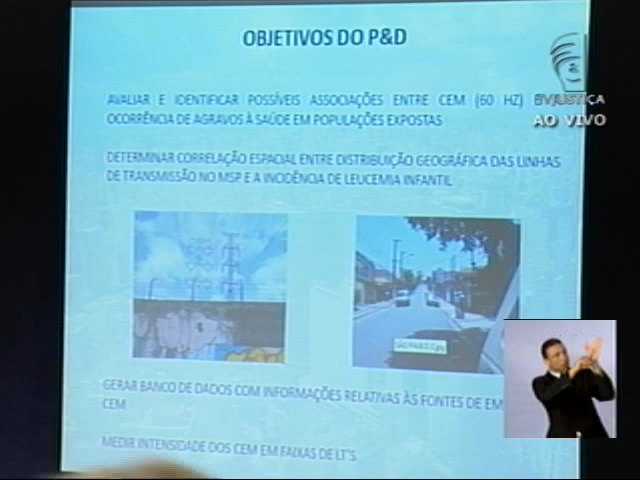 OBJETIVOS DO P&D
AVALIAR E IDENTIFICAR POSSÍVEIS ASSOCIAÇÕES ENTRE CEM (60 HZ)
OCORRÊNCIA DE AGRAVOS À SAÚDE EM POPULAÇÕES EXPOSTAS
TVJUSTIÇA
AO VIVO
DETERMINAR CORRELAÇÃO ESPACIAL ENTRE DISTRIBUIÇÃO GEOGRÁFICA DAS LINHAS
DE TRANSMISSÃO NO MSP E A INCIDÊNCIA DE LEUCEMIA INFANTIL
GERAR BANCO DE DADOS COM INFORMAÇÕES RELATIVAS ÀS FONTES DE EM
CEM
MEDIR INTENSIDADE DOS CEM EM FAIXAS DE LT'S